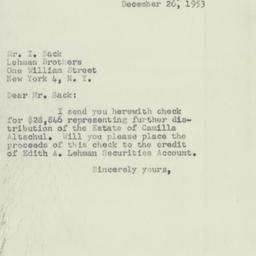 December 26, 1953
Mr. I. Sack
Lehman Brothers
One William Street
New York 4, N. Y.
Dear Mr. Sack:
I send you herewith check
for $28,846 representing further dis-
tribution of the Estate of Camilla
Altschul. Will you please place the
proceeds of this check to the credit
of Edith A. Lehman Securities Account.
Sincerely yours,